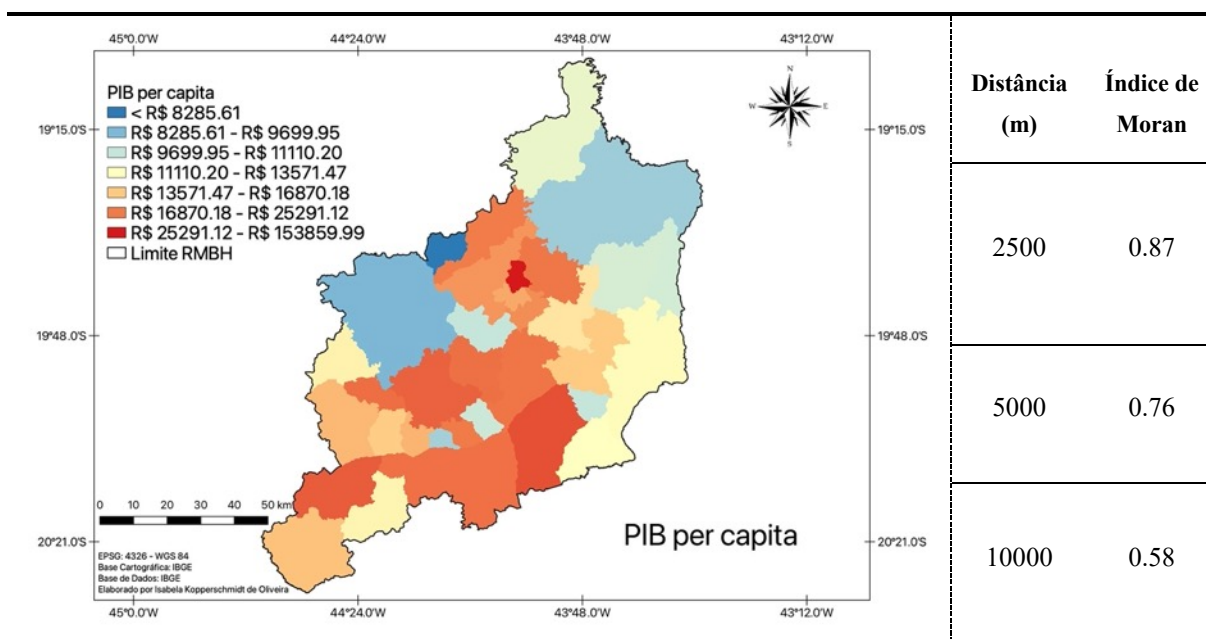 45°0.0'W 44°24.0'W 43°48.0'W 43°12.0'W
N
W E
S
PIB per capita
< R$ 8285.61
R$ 8285.61 - R$ 9699.95
R$ 9699.95 - R$ 11110.20
R$ 11110.20 - R$ 13571.47
R$ 13571.47 - R$ 16870.18
R$ 16870.18 - R$ 25291.12
R$ 25291.12 - R$ 153859.99
Limite RMBH
19°15.0'S 19°15.0'S
19°48.0'S 19°48.0'S
20°21.0'S 20°21.0'S
0 10 20 30 40 50 km
PIB per capita
EPSG: 4326 - WGS 84
Base Cartográfica: IBGE
Base de Dados: IBGE
Elaborado por Isabela Kopperschmidt de Oliveira
45°0.0'W 44°24.0'W 43°48.0'W 43°12.0'W
Distância Índice de
(m) Moran
2500 0.87
5000 0.76
10000 0.58